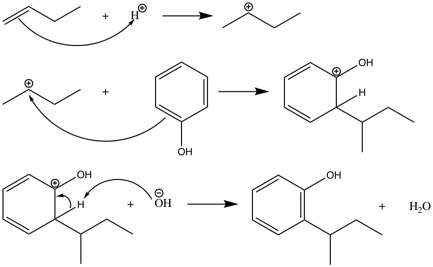 + H⊕ ⊕
⊕ + OH ⊕ OH H
⊕ OH H + ⊖OH OH + H₂O